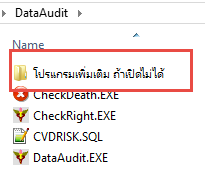 DataAudit
Name
โปรแกรมเพิ่มเติม ถ้าเปิดไม่ได้
CheckDeath.EXE
CheckRight.EXE
CVDRISK.SQL
DataAudit.EXE